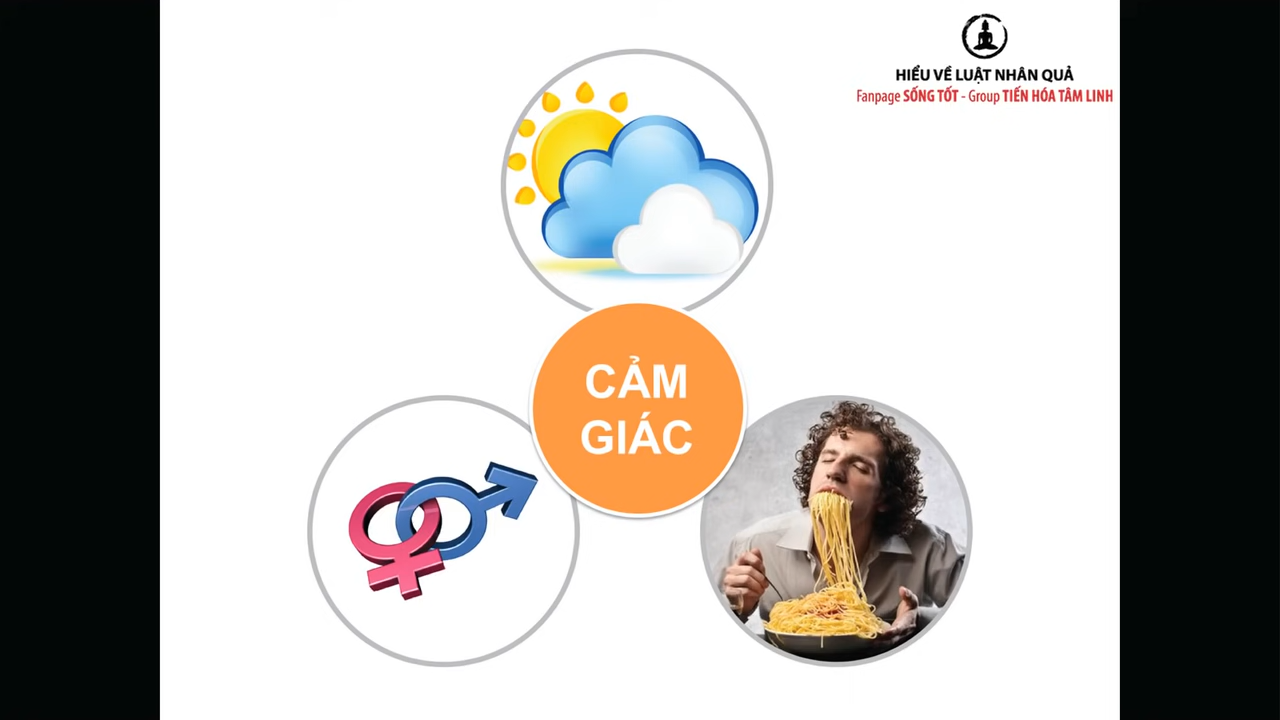 HIỂU VỀ LUẬT NHÂN QUẢ
Fanpage SỐNG TỐT - Group TIẾN HÓA TÂM LINH
CẢM
GIÁC